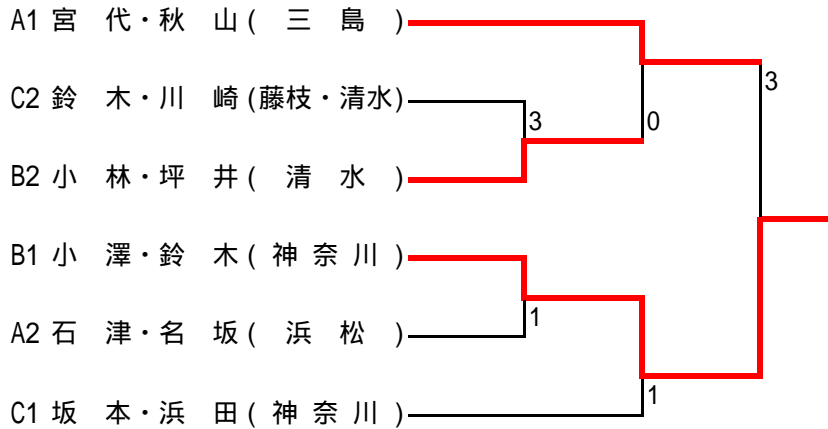 A1 宮　代・秋　山 (　三　島　)
3
C2 鈴　木・川　崎 (藤枝・清水)
3
0
B2 小　林・坪　井 (　清　水　)
B1 小　澤・鈴　木 ( 神 奈 川 )
1
A2 石　津・名　坂 (　浜　松　)
1
C1 坂　本・浜　田 ( 神 奈 川 )